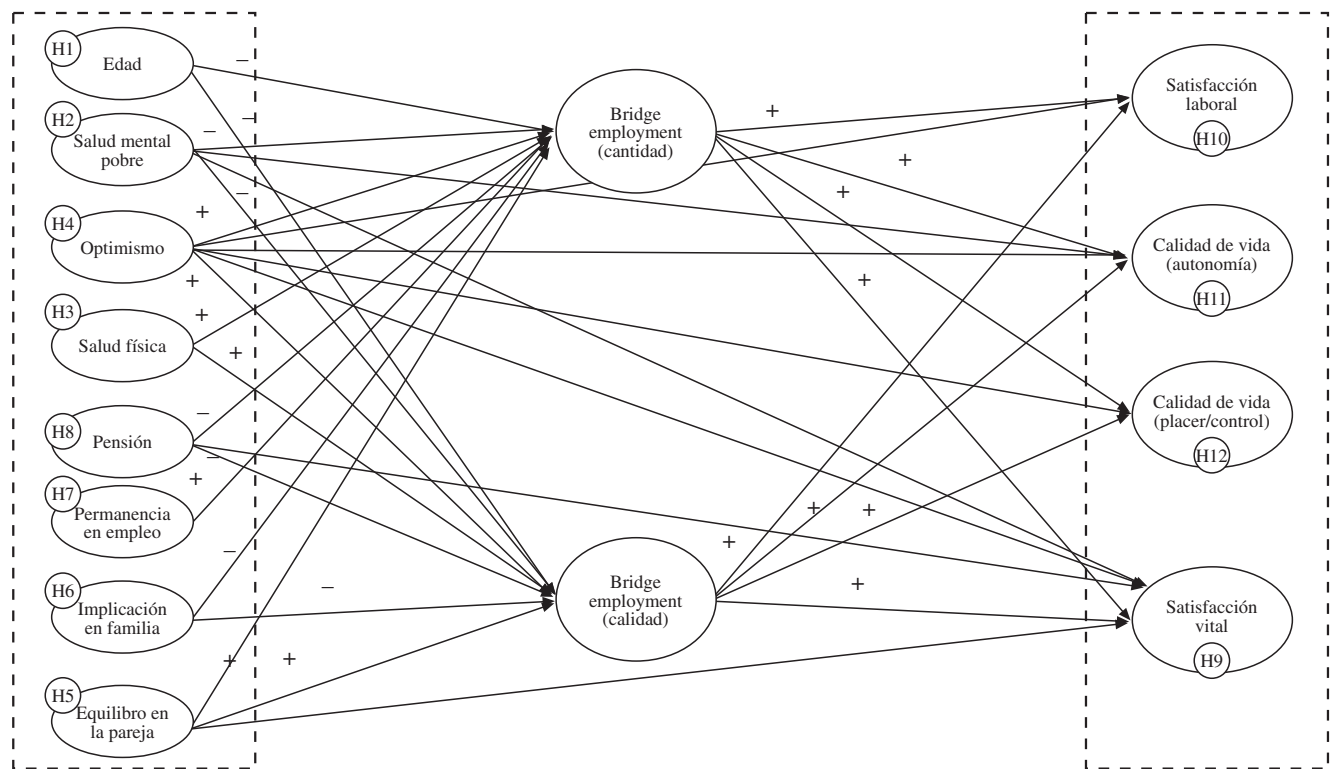 H1
Edad
H2
Salud mental
pobre
H4
Optimismo
H3
Salud física
H8
Pensión
H7
Permanencia
en empleo
H6
Implicación
en familia
H5
Equilibro en
la pareja
–
–
–
–
+
+
+
+
–
–
+
–
–
+
+
Bridge
employment
(cantidad)
Bridge
employment
(calidad)
+
+
+
+
+
+
+
+
Satisfacción
laboral
H10
Calidad de vida
(autonomía)
H11
Calidad de vida
(placer/control)
H12
Satisfacción
vital
H9